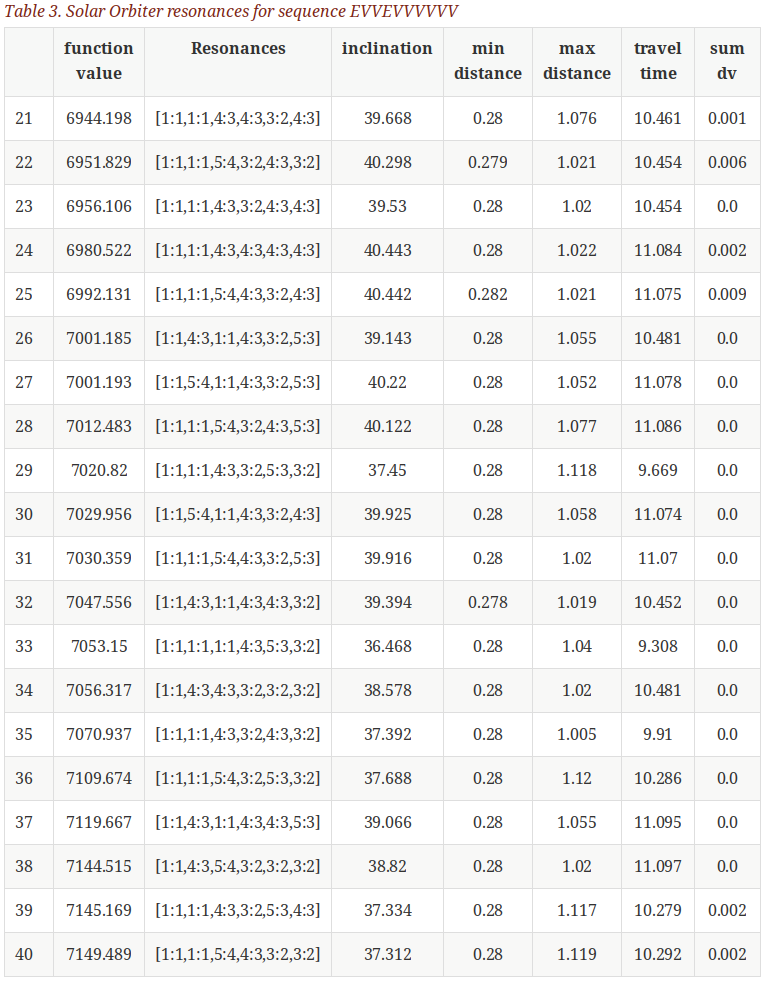 Table 3. Solar Orbiter resonances for sequence EVVEVVVVVV
function value Resonances inclination min distance max distance travel time sum dv
21 6944.198 [1:1,1:1,4:3,4:3,3:2,4:3] 39.668 0.28 1.076 10.461 0.001
22 6951.829 [1:1,1:1,5:4,3:2,4:3,3:2] 40.298 0.279 1.021 10.454 0.006
23 6956.106 [1:1,1:1,4:3,3:2,4:3,4:3] 39.53 0.28 1.02 10.454 0.0
24 6980.522 [1:1,1:1,4:3,4:3,4:3,4:3] 40.443 0.28 1.022 11.084 0.002
25 6992.131 [1:1,1:1,5:4,4:3,3:2,4:3] 40.442 0.282 1.021 11.075 0.009
26 7001.185 [1:1,4:3,1:1,4:3,3:2,5:3] 39.143 0.28 1.055 10.481 0.0
27 7001.193 [1:1,5:4,1:1,4:3,3:2,5:3] 40.22 0.28 1.052 11.078 0.0
28 7012.483 [1:1,1:1,5:4,3:2,4:3,5:3] 40.122 0.28 1.077 11.086 0.0
29 7020.82 [1:1,1:1,4:3,3:2,5:3,3:2] 37.45 0.28 1.118 9.669 0.0
30 7029.956 [1:1,5:4,1:1,4:3,3:2,4:3] 39.925 0.28 1.058 11.074 0.0
31 7030.359 [1:1,1:1,5:4,4:3,3:2,5:3] 39.916 0.28 1.02 11.07 0.0
32 7047.556 [1:1,4:3,1:1,4:3,4:3,3:2] 39.394 0.278 1.019 10.452 0.0
33 7053.15 [1:1,1:1,1:1,4:3,5:3,3:2] 36.468 0.28 1.04 9.308 0.0
34 7056.317 [1:1,4:3,4:3,3:2,3:2,3:2] 38.578 0.28 1.02 10.481 0.0
35 7070.937 [1:1,1:1,4:3,3:2,4:3,3:2] 37.392 0.28 1.005 9.91 0.0
36 7109.674 [1:1,1:1,5:4,3:2,5:3,3:2] 37.688 0.28 1.12 10.286 0.0
37 7119.667 [1:1,4:3,1:1,4:3,4:3,5:3] 39.066 0.28 1.055 11.095 0.0
38 7144.515 [1:1,4:3,5:4,3:2,3:2,3:2] 38.82 0.28 1.02 11.097 0.0
39 7145.169 [1:1,1:1,4:3,3:2,5:3,4:3] 37.334 0.28 1.117 10.279 0.002
40 7149.489 [1:1,1:1,5:4,4:3,3:2,3:2] 37.312 0.28 1.119 10.292 0.002